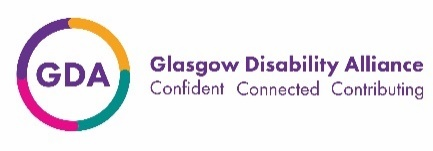 GDA
Glasgow Disability Alliance
Confident Connected Contributing